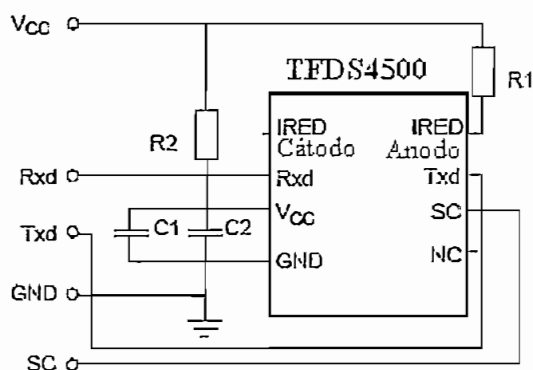 VCC
TFDS4500
R1
IRED
Cátodo
IRED
Anodo
R2
Rxd
Rxd
Txd
VCC
SC
C1
C2
Txd
GND
NC
GND
SC